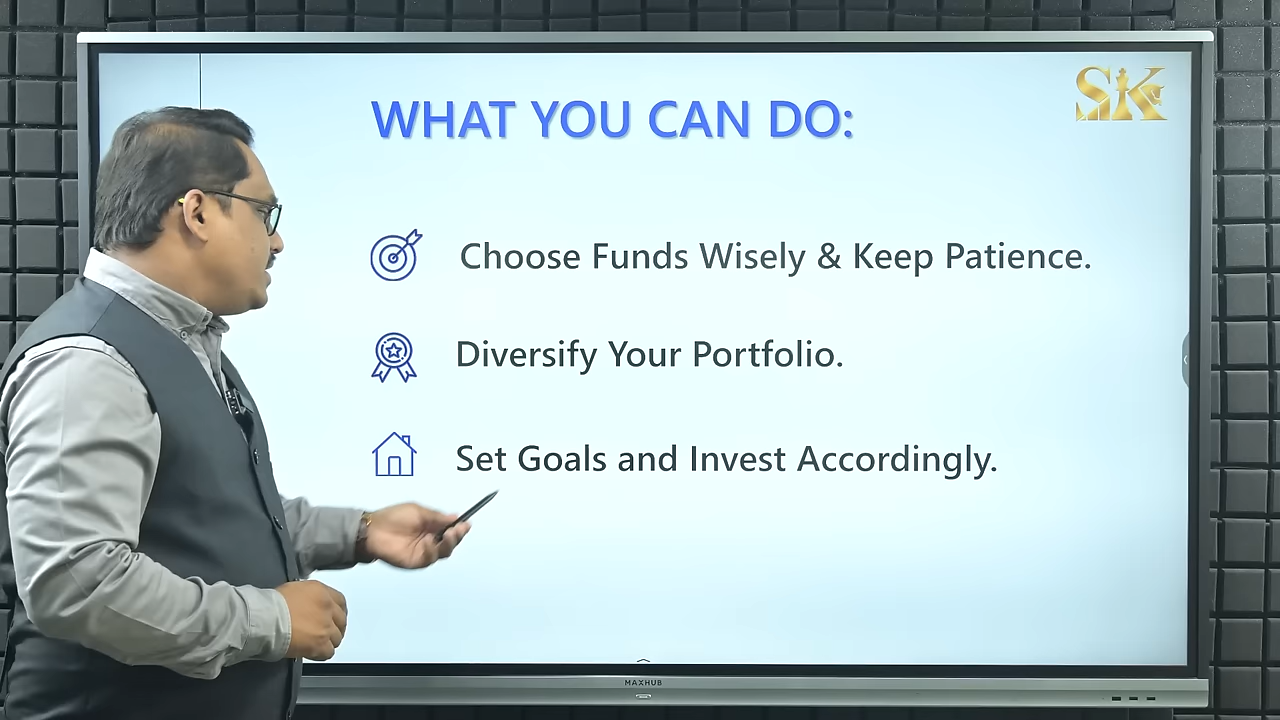 WHAT YOU CAN DO:
SK
Choose Funds Wisely & Keep Patience.
Diversify Your Portfolio.
Set Goals and Invest Accordingly.
MAXHUB